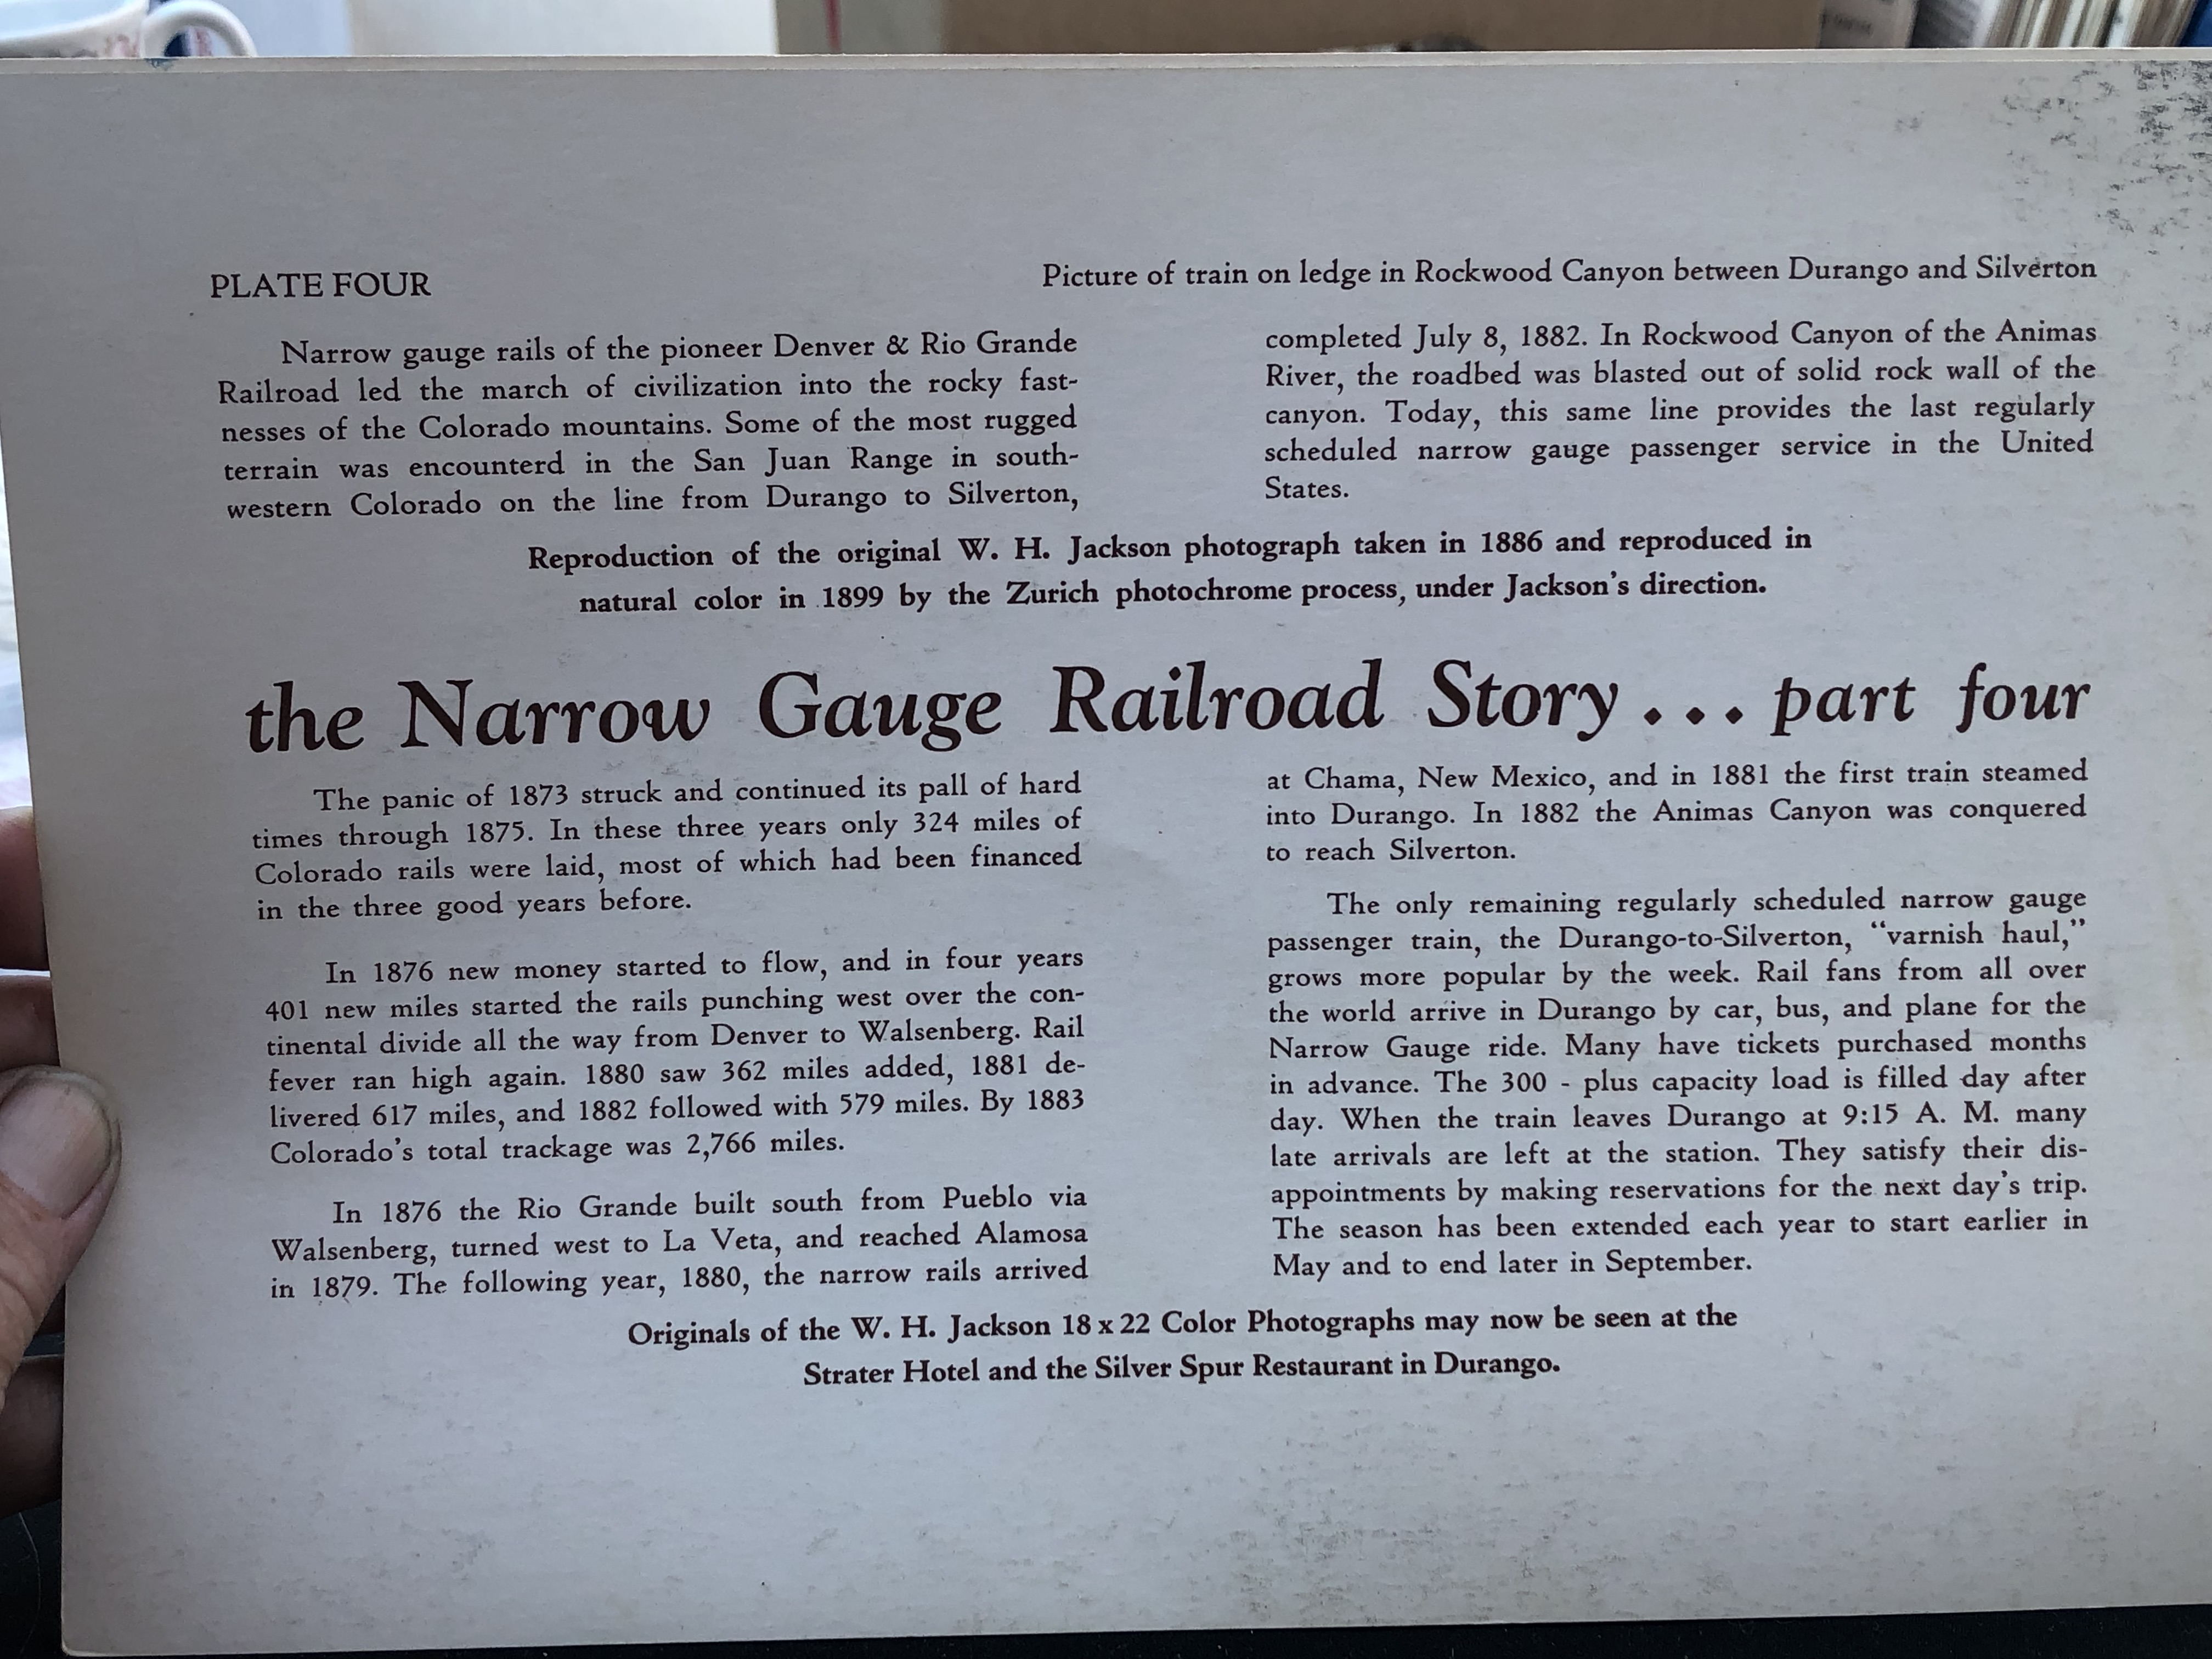 PLATE FOUR
Picture of train on ledge in Rockwood Canyon between Durango and Silverton
Narrow gauge rails of the pioneer Denver & Rio Grande
Railroad led the march of civilization into the rocky fast-
nesses of the Colorado mountains. Some of the most rugged
terrain was encounterd in the San Juan Range in south-
western Colorado on the line from Durango to Silverton,
completed July 8, 1882. In Rockwood Canyon of the Animas
River, the roadbed was blasted out of solid rock wall of the
canyon. Today, this same line provides the last regularly
scheduled narrow gauge passenger service in the United
States.
Reproduction of the original W. H. Jackson photograph taken in 1886 and reproduced in
natural color in 1899 by the Zurich photochrome process, under Jackson's direction.
the Narrow Gauge Railroad Story . . . part four
The panic of 1873 struck and continued its pall of hard
times through 1875. In these three years only 324 miles of
Colorado rails were laid, most of which had been financed
in the three good years before.
In 1876 new money started to flow, and in four years
401 new miles started the rails punching west over the con-
tinental divide all the way from Denver to Walsenberg. Rail
fever ran high again. 1880 saw 362 miles added, 1881 de-
livered 617 miles, and 1882 followed with 579 miles. By 1883
Colorado's total trackage was 2,766 miles.
In 1876 the Rio Grande built south from Pueblo via
Walsenberg, turned west to La Veta, and reached Alamosa
in 1879. The following year, 1880, the narrow rails arrived
at Chama, New Mexico, and in 1881 the first train steamed
into Durango. In 1882 the Animas Canyon was conquered
to reach Silverton.
The only remaining regularly scheduled narrow gauge
passenger train, the Durango-to-Silverton, “varnish haul,”
grows more popular by the week. Rail fans from all over
the world arrive in Durango by car, bus, and plane for the
Narrow Gauge ride. Many have tickets purchased months
in advance. The 300 - plus capacity load is filled day after
day. When the train leaves Durango at 9:15 A. M. many
late arrivals are left at the station. They satisfy their dis-
appointments by making reservations for the next day's trip.
The season has been extended each year to start earlier in
May and to end later in September.
Originals of the W. H. Jackson 18 x 22 Color Photographs may now be seen at the
Strater Hotel and the Silver Spur Restaurant in Durango.